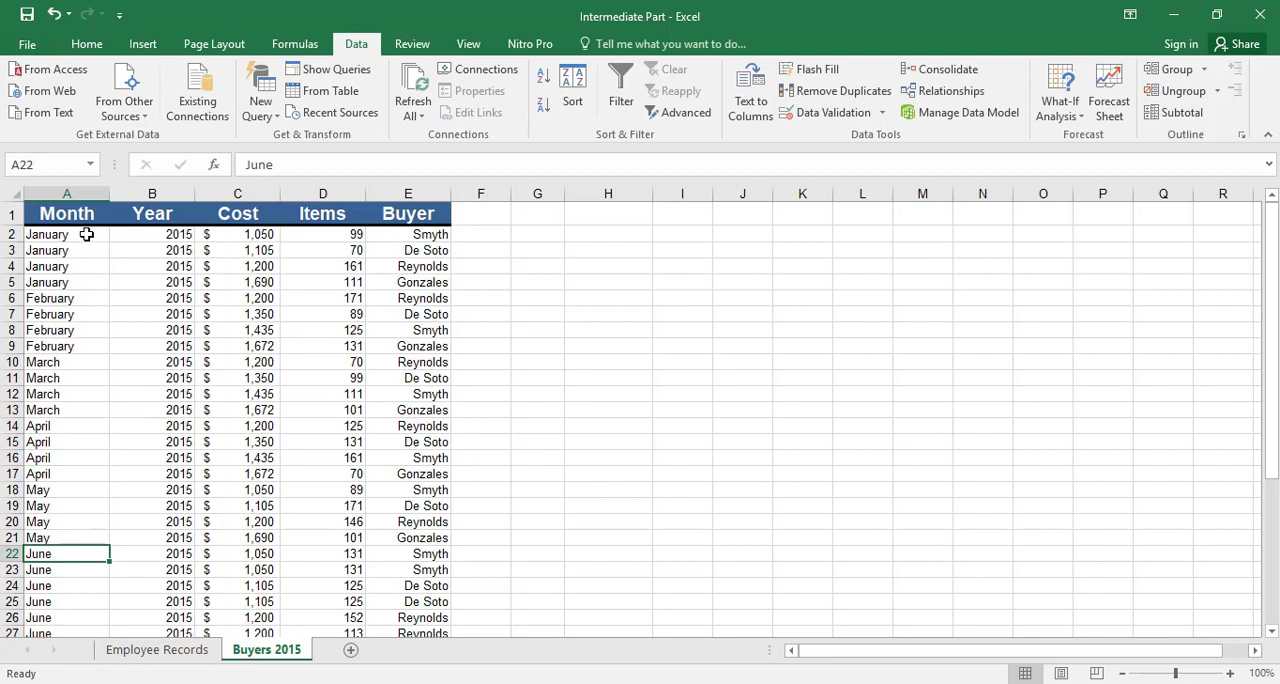 Intermediate Part - Excel
File Home Insert Page Layout Formulas Data Review View Nitro Pro Tell me what you want to do... Sign in Share
From Access
From Web
From Text
From Other Sources
Existing Connections
Get External Data
New Query
Show Queries
From Table
Recent Sources
Get & Transform
Refresh All
Connections
Properties
Edit Links
Connections
A Z
Z A
Z A A Z
Sort
Filter
Clear
Reapply
Advanced
Sort & Filter
Text to Columns
Flash Fill
Remove Duplicates
Data Validation
Consolidate
Relationships
Manage Data Model
Data Tools
What-If Analysis
Forecast Sheet
Forecast
Group
Ungroup
Subtotal
Outline
A22 fx June
A B C D E F G H I J K L M N O P Q R
1 Month Year Cost Items Buyer
2 January 2015 $ 1,050 99 Smyth
3 January 2015 $ 1,105 70 De Soto
4 January 2015 $ 1,200 161 Reynolds
5 January 2015 $ 1,690 111 Gonzales
6 February 2015 $ 1,200 171 Reynolds
7 February 2015 $ 1,350 89 De Soto
8 February 2015 $ 1,435 125 Smyth
9 February 2015 $ 1,672 131 Gonzales
10 March 2015 $ 1,200 70 Reynolds
11 March 2015 $ 1,350 99 De Soto
12 March 2015 $ 1,435 111 Smyth
13 March 2015 $ 1,672 101 Gonzales
14 April 2015 $ 1,200 125 Reynolds
15 April 2015 $ 1,350 131 De Soto
16 April 2015 $ 1,435 161 Smyth
17 April 2015 $ 1,672 70 Gonzales
18 May 2015 $ 1,050 89 Smyth
19 May 2015 $ 1,105 171 De Soto
20 May 2015 $ 1,200 146 Reynolds
21 May 2015 $ 1,690 101 Gonzales
22 June 2015 $ 1,050 131 Smyth
23 June 2015 $ 1,050 131 Smyth
24 June 2015 $ 1,105 125 De Soto
25 June 2015 $ 1,105 125 De Soto
26 June 2015 $ 1,200 152 Reynolds
27 June 2015 $ 1,200 113 Reynolds
Employee Records Buyers 2015
Ready 100%